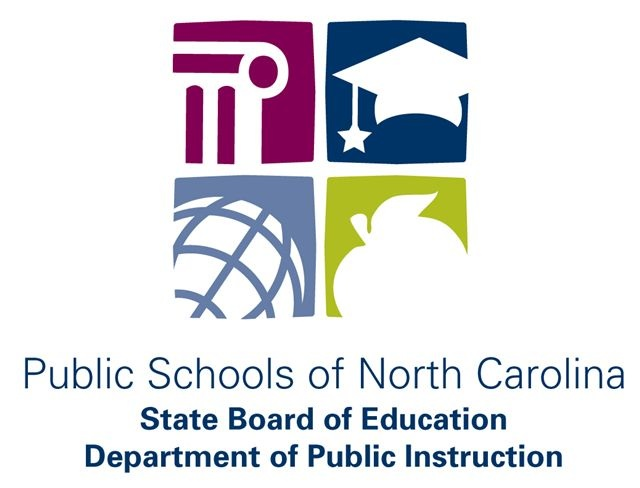 Public Schools of North Carolina
State Board of Education
Department of Public Instruction